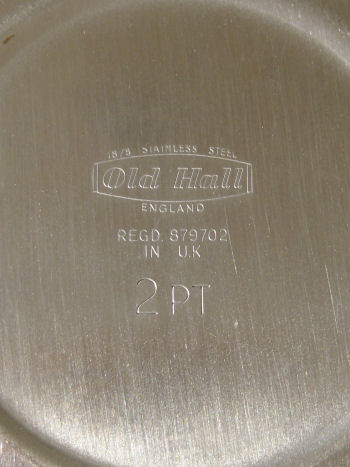 18/8 STAINLESS STEEL
Old Hall
ENGLAND
REGD. 879702
IN U.K
2 PT